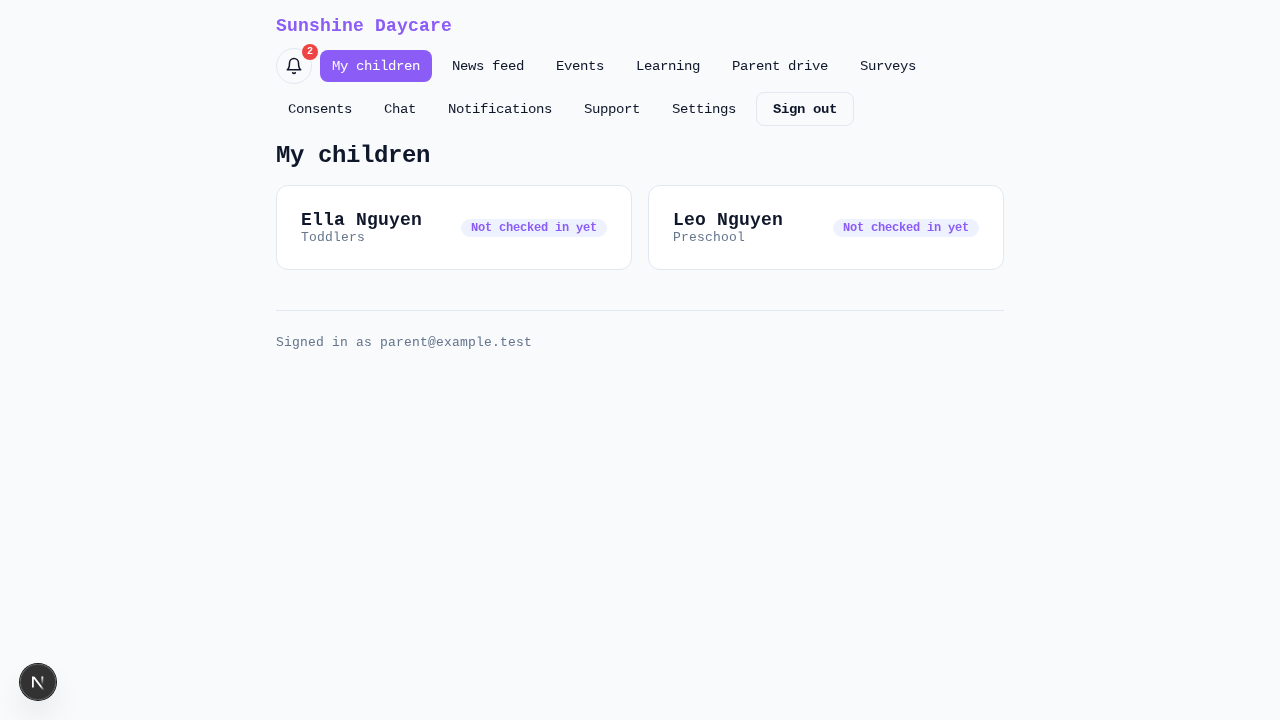 Sunshine Daycare
2
My children News feed Events Learning Parent drive Surveys
Consents Chat Notifications Support Settings Sign out
My children
Ella Nguyen
Toddlers
Not checked in yet
Leo Nguyen
Preschool
Not checked in yet
Signed in as parent@example.test
N